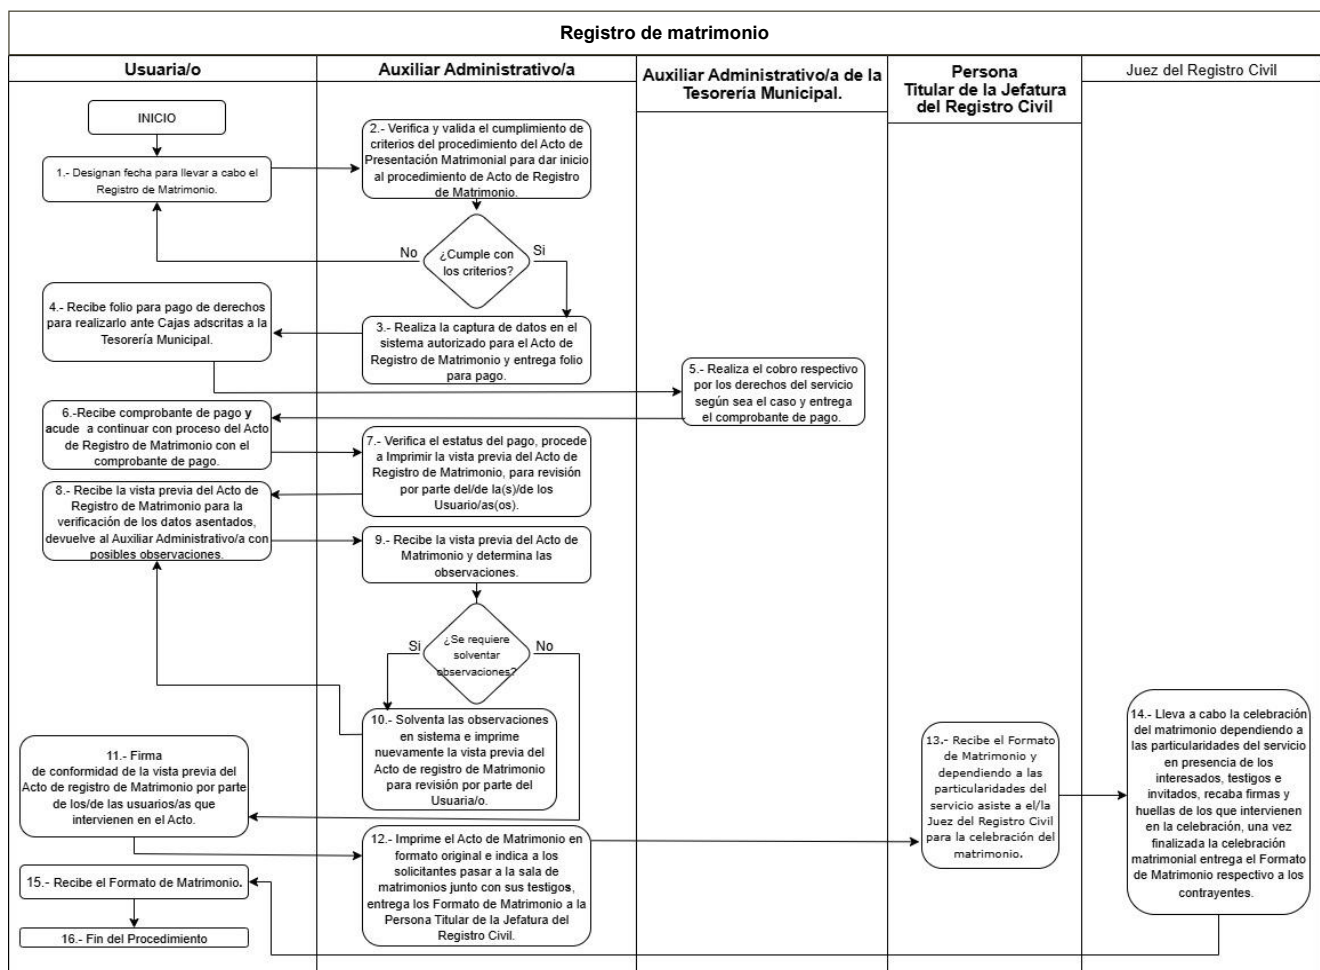 Registro de matrimonio
Usuaria/o
Auxiliar Administrativo/a
Auxiliar Administrativo/a de la
Tesorería Municipal.
Persona
Titular de la Jefatura
del Registro Civil
Juez del Registro Civil
INICIO
1.- Designan fecha para llevar a cabo el
Registro de Matrimonio.
2.- Verifica y valida el cumplimiento de
criterios del procedimiento del Acto de
Presentación Matrimonial para dar inicio
al procedimiento de Acto de Registro
de Matrimonio.
¿Cumple con
los criterios?
No
Si
3.- Realiza la captura de datos en el
sistema autorizado para el Acto de
Registro de Matrimonio y entrega folio
para pago.
4.- Recibe folio para pago de derechos
para realizarlo ante Cajas adscritas a la
Tesorería Municipal.
5.- Realiza el cobro respectivo
por los derechos del servicio
según sea el caso y entrega
el comprobante de pago.
6.-Recibe comprobante de pago y
acude a continuar con proceso del Acto
de Registro de Matrimonio con el
comprobante de pago.
7.- Verifica el estatus del pago, procede
a Imprimir la vista previa del Acto de
Registro de Matrimonio, para revisión
por parte del/de la(s)/de los
Usuario/as(os).
8.- Recibe la vista previa del Acto de
Registro de Matrimonio para la
verificación de los datos asentados,
devuelve al Auxiliar Administrativo/a con
posibles observaciones.
9.- Recibe la vista previa del Acto de
Matrimonio y determina las
observaciones.
¿Se requiere
solventar
observaciones?
Si
No
10.- Solventa las observaciones
en sistema e imprime
nuevamente la vista previa del
Acto de registro de Matrimonio
para revisión por parte del
Usuaria/o.
11.- Firma
de conformidad de la vista previa del
Acto de registro de Matrimonio por parte
de los/de las usuarios/as que
intervienen en el Acto.
12.- Imprime el Acto de Matrimonio en
formato original e indica a los
solicitantes pasar a la sala de
matrimonios junto con sus testigos,
entrega los Formato de Matrimonio a la
Persona Titular de la Jefatura del
Registro Civil.
13.- Recibe el Formato
de Matrimonio y
dependiendo a las
particularidades del
servicio asiste a el/la
Juez del Registro Civil
para la celebración del
matrimonio.
14.- Lleva a cabo la celebración
del matrimonio dependiendo a
las particularidades del servicio
en presencia de los
interesados, testigos e
invitados, recaba firmas y
huellas de los que intervienen
en la celebración, una vez
finalizada la celebración
matrimonial entrega el Formato
de Matrimonio respectivo a los
contrayentes.
15.- Recibe el Formato de Matrimonio.
16.- Fin del Procedimiento